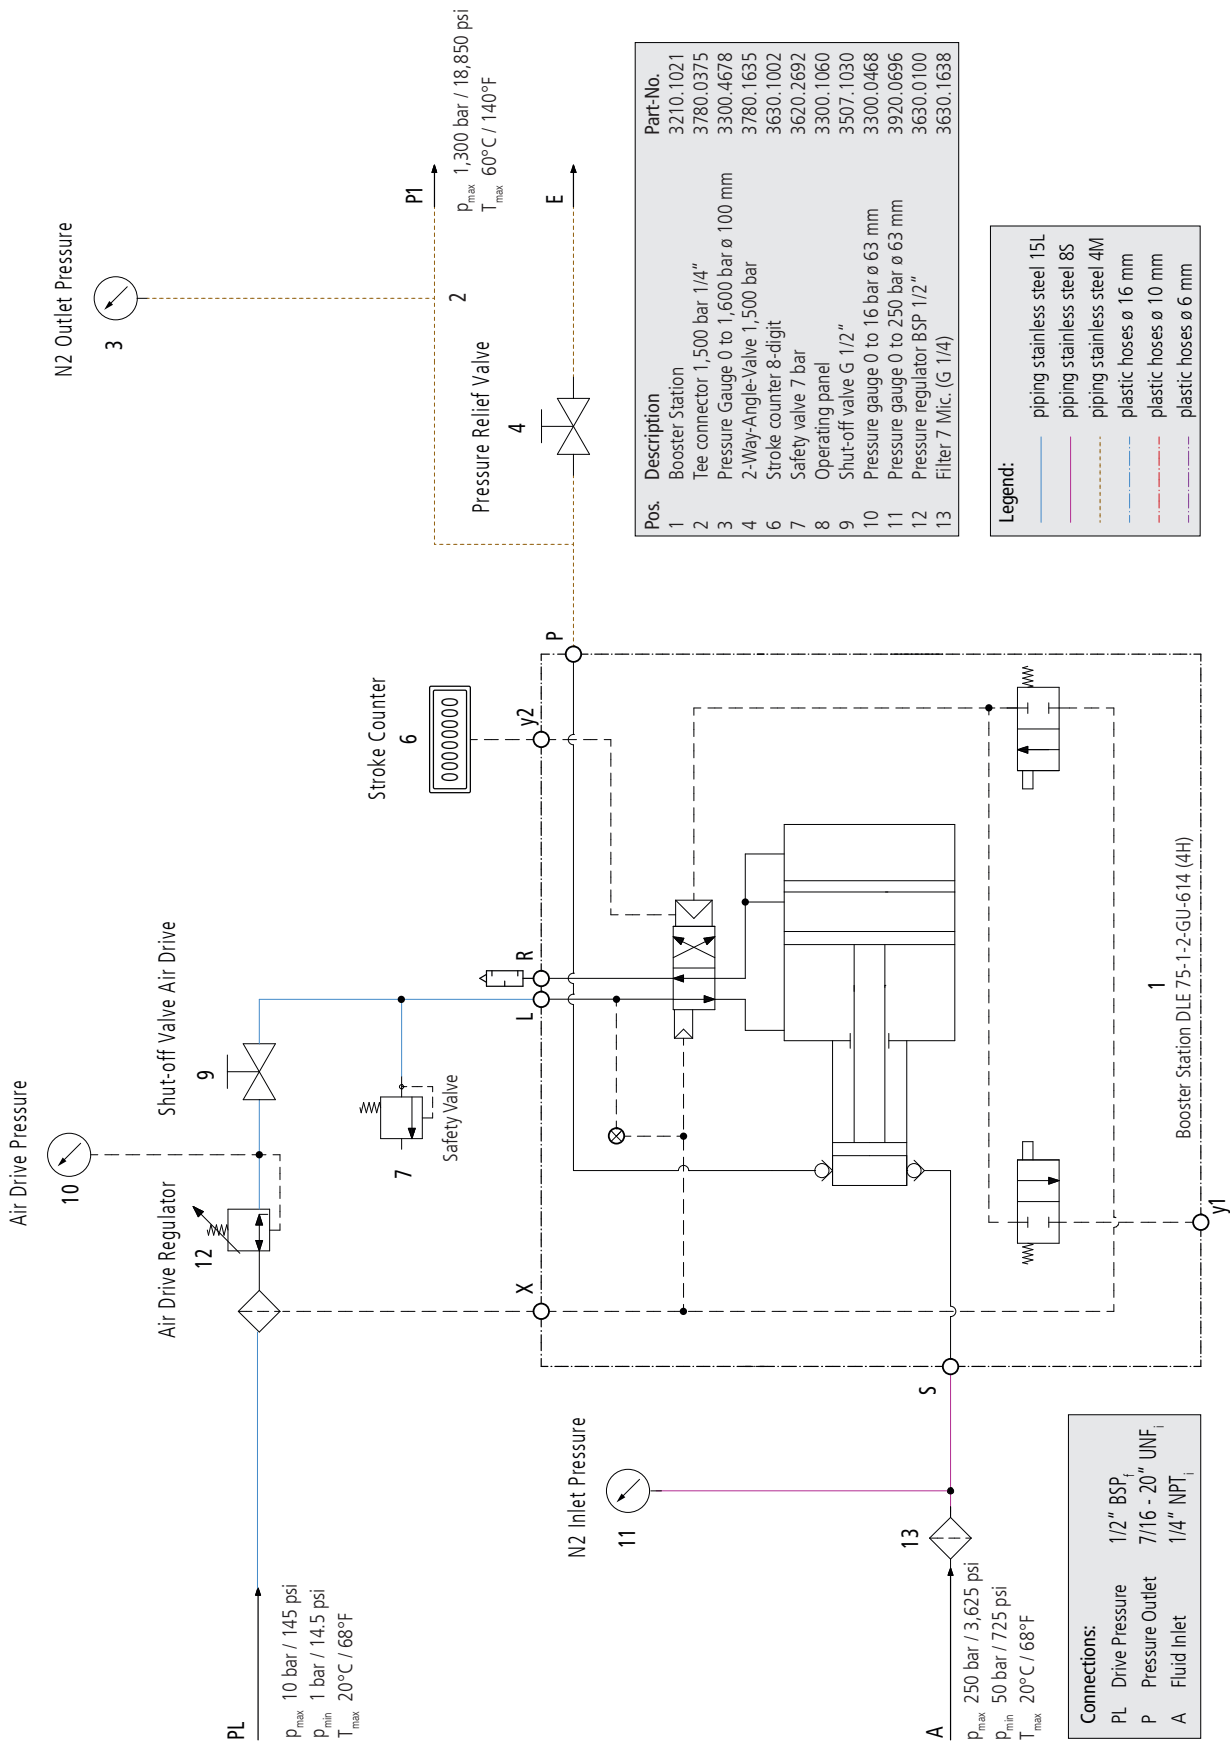 N2 Outlet Pressure
3
P1
p max 1,300 bar / 18,850 psi
T max 60°C / 140°F
2
Pressure Relief Valve
4
E
Air Drive Pressure
10
Air Drive Regulator
12
Shut-off Valve Air Drive
9
7
Safety Valve
Stroke Counter
6
00000000
PL
p max 10 bar / 145 psi
p min 1 bar / 14.5 psi
T max 20°C / 68°F
X
L
R
y2
P
N2 Inlet Pressure
11
13
S
A
p max 250 bar / 3,625 psi
p min 50 bar / 725 psi
T max 20°C / 68°F
y1
1
Booster Station DLE 75-1-2-GU-614 (4H)
Pos. Description Part-No.
1 Booster Station 3210.1021
2 Tee connector 1,500 bar 1/4" 3780.0375
3 Pressure Gauge 0 to 1,600 bar ø 100 mm 3300.4678
4 2-Way-Angle-Valve 1,500 bar 3780.1635
6 Stroke counter 8-digit 3630.1002
7 Safety valve 7 bar 3620.2692
8 Operating panel 3300.1060
9 Shut-off valve G 1/2" 3507.1030
10 Pressure gauge 0 to 16 bar ø 63 mm 3300.0468
11 Pressure gauge 0 to 250 bar ø 63 mm 3920.0696
12 Pressure regulator BSP 1/2" 3630.0100
13 Filter 7 Mic. (G 1/4) 3630.1638
Legend:
piping stainless steel 15L
piping stainless steel 8S
piping stainless steel 4M
plastic hoses ø 16 mm
plastic hoses ø 10 mm
plastic hoses ø 6 mm
Connections:
PL Drive Pressure 1/2" BSP f
P Pressure Outlet 7/16 - 20" UNF i
A Fluid Inlet 1/4" NPT i